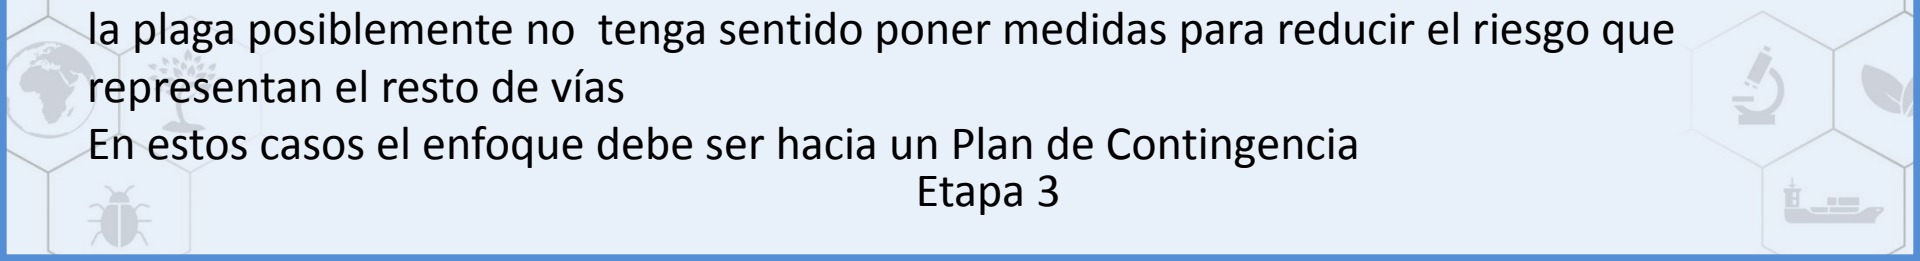 la plaga posiblemente no  tenga sentido poner medidas para reducir el riesgo que
representan el resto de vías
En estos casos el enfoque debe ser hacia un Plan de Contingencia
Etapa 3